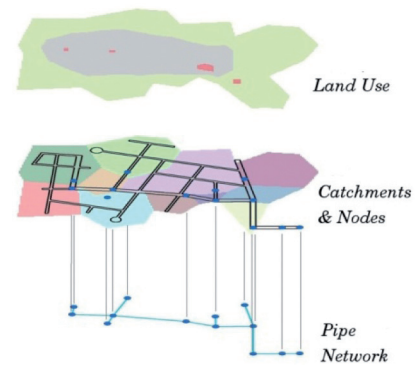 Land Use
Catchments
& Nodes
Pipe
Network